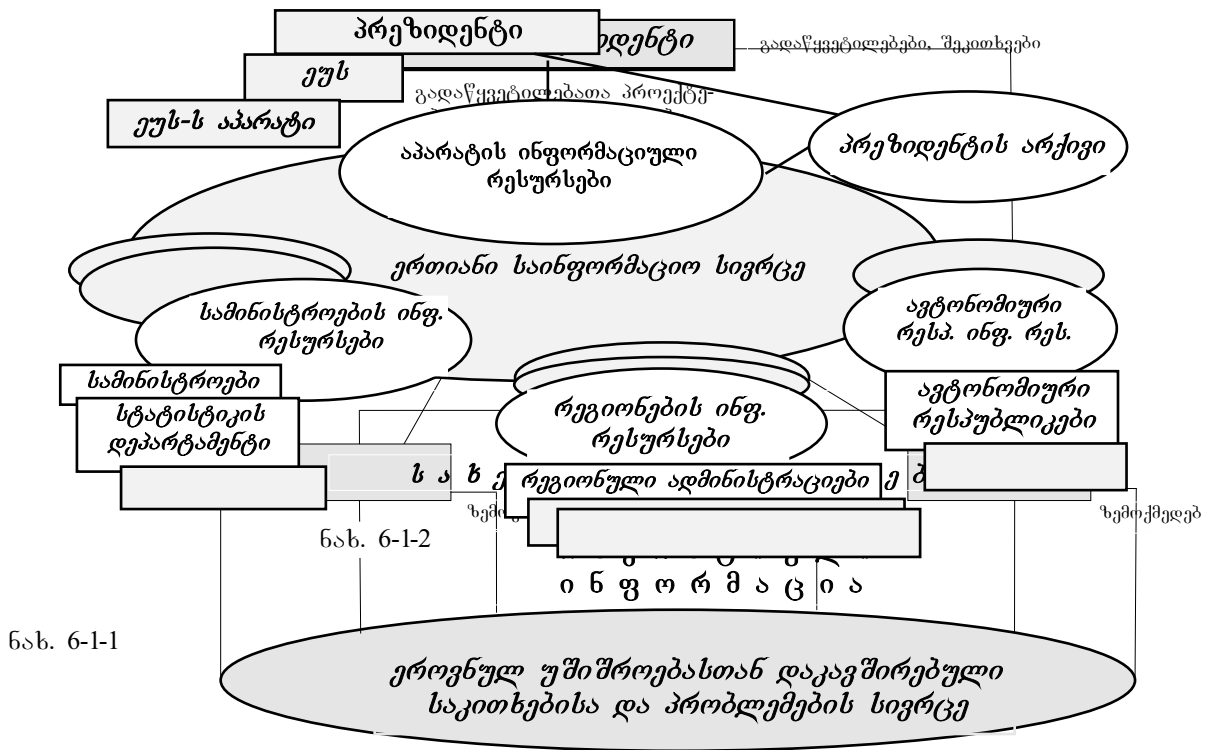 პრეზიდენტი
იდენტი
გადაწყვეტილებები, შეკითხვები
ეუს
გადაწყვეტილებათა პროექტე-
ეუს-ს აპარატი
აპარატის ინფორმაციული
რესურსები
პრეზიდენტის არქივი
ერთიანი საინფორმაციო სივრცე
სამინისტროების ინფ.
რესურსები
ავტონომიური
რესპ. ინფ. რეს.
სამინისტროები
სტატისტიკის
დეპარტამენტი
რეგიონების ინფ.
რესურსები
ავტონომიური
რესპუბლიკები
რეგიონული ადმინისტრაციები
ზემოქმედებ
ნახ. 6-1-2
ი ნ ფ ო რ მ ა ც ი ა
ნახ. 6-1-1
ეროვნულ უშიშროებასთან დაკავშირებული
საკითხებისა და პრობლემების სივრცე